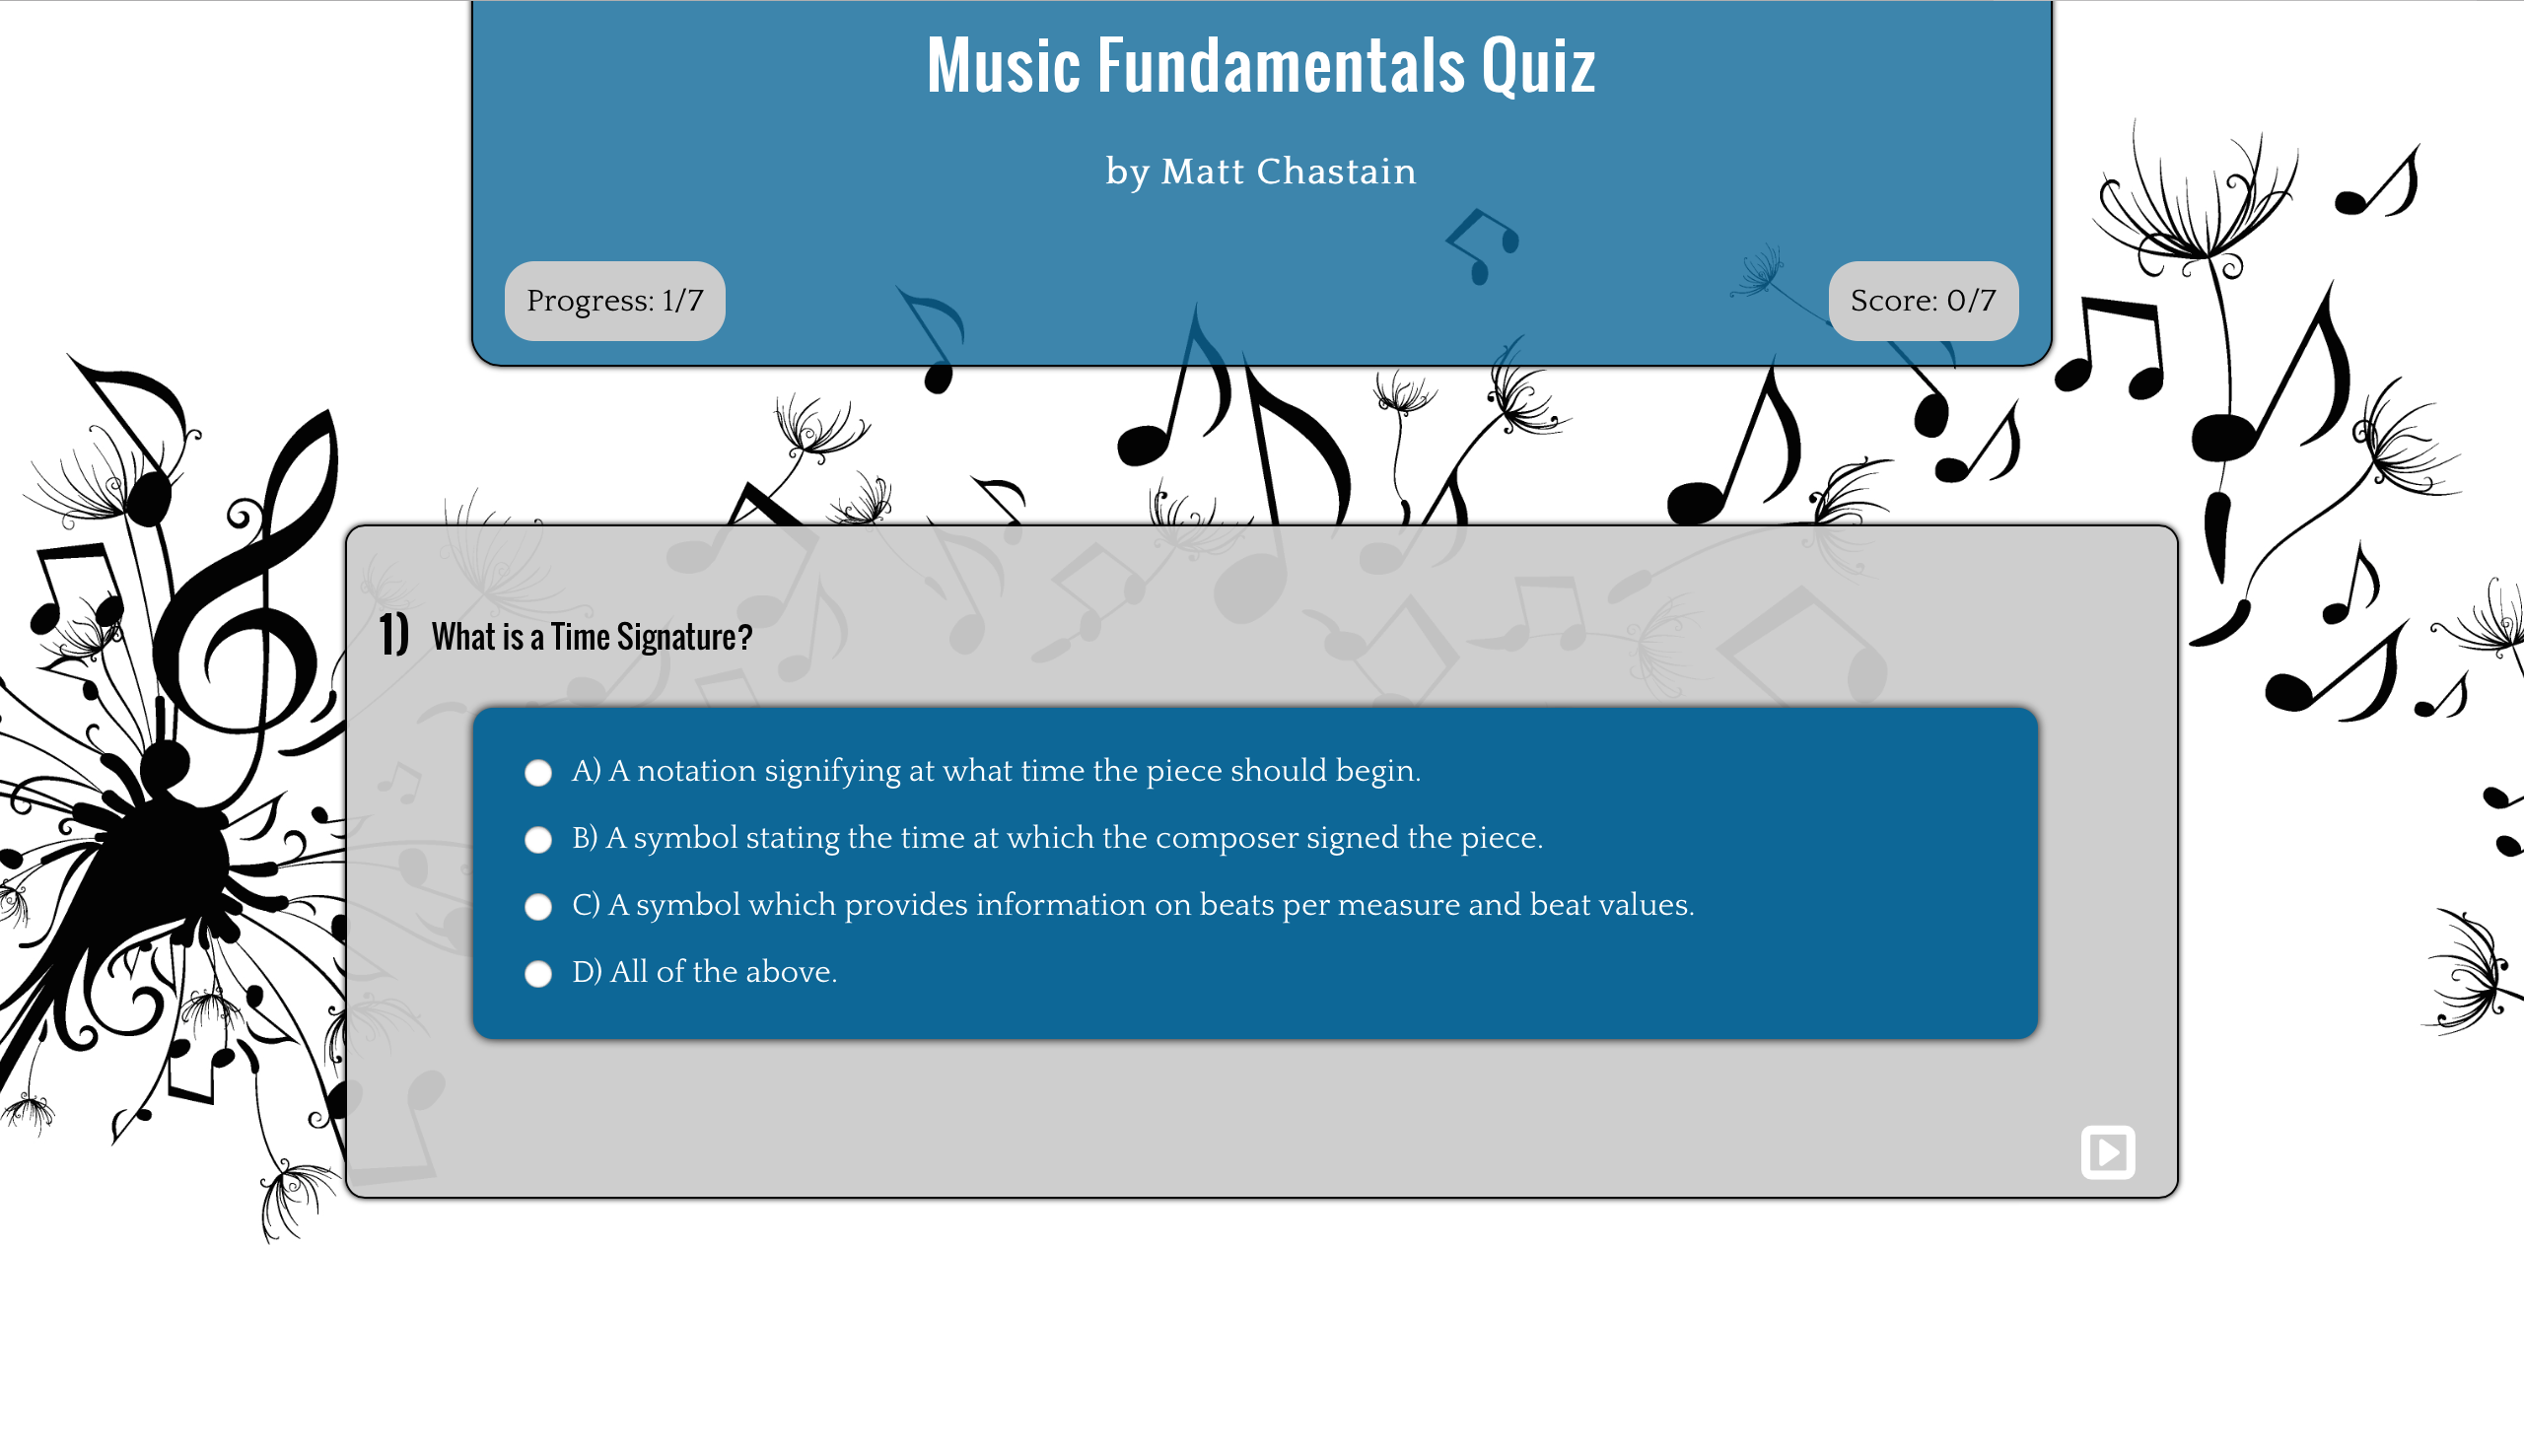 Music Fundamentals Quiz
by Matt Chastain
Progress: 1/7
Score: 0/7
1) What is a Time Signature?
A) A notation signifying at what time the piece should begin.
B) A symbol stating the time at which the composer signed the piece.
C) A symbol which provides information on beats per measure and beat values.
D) All of the above.